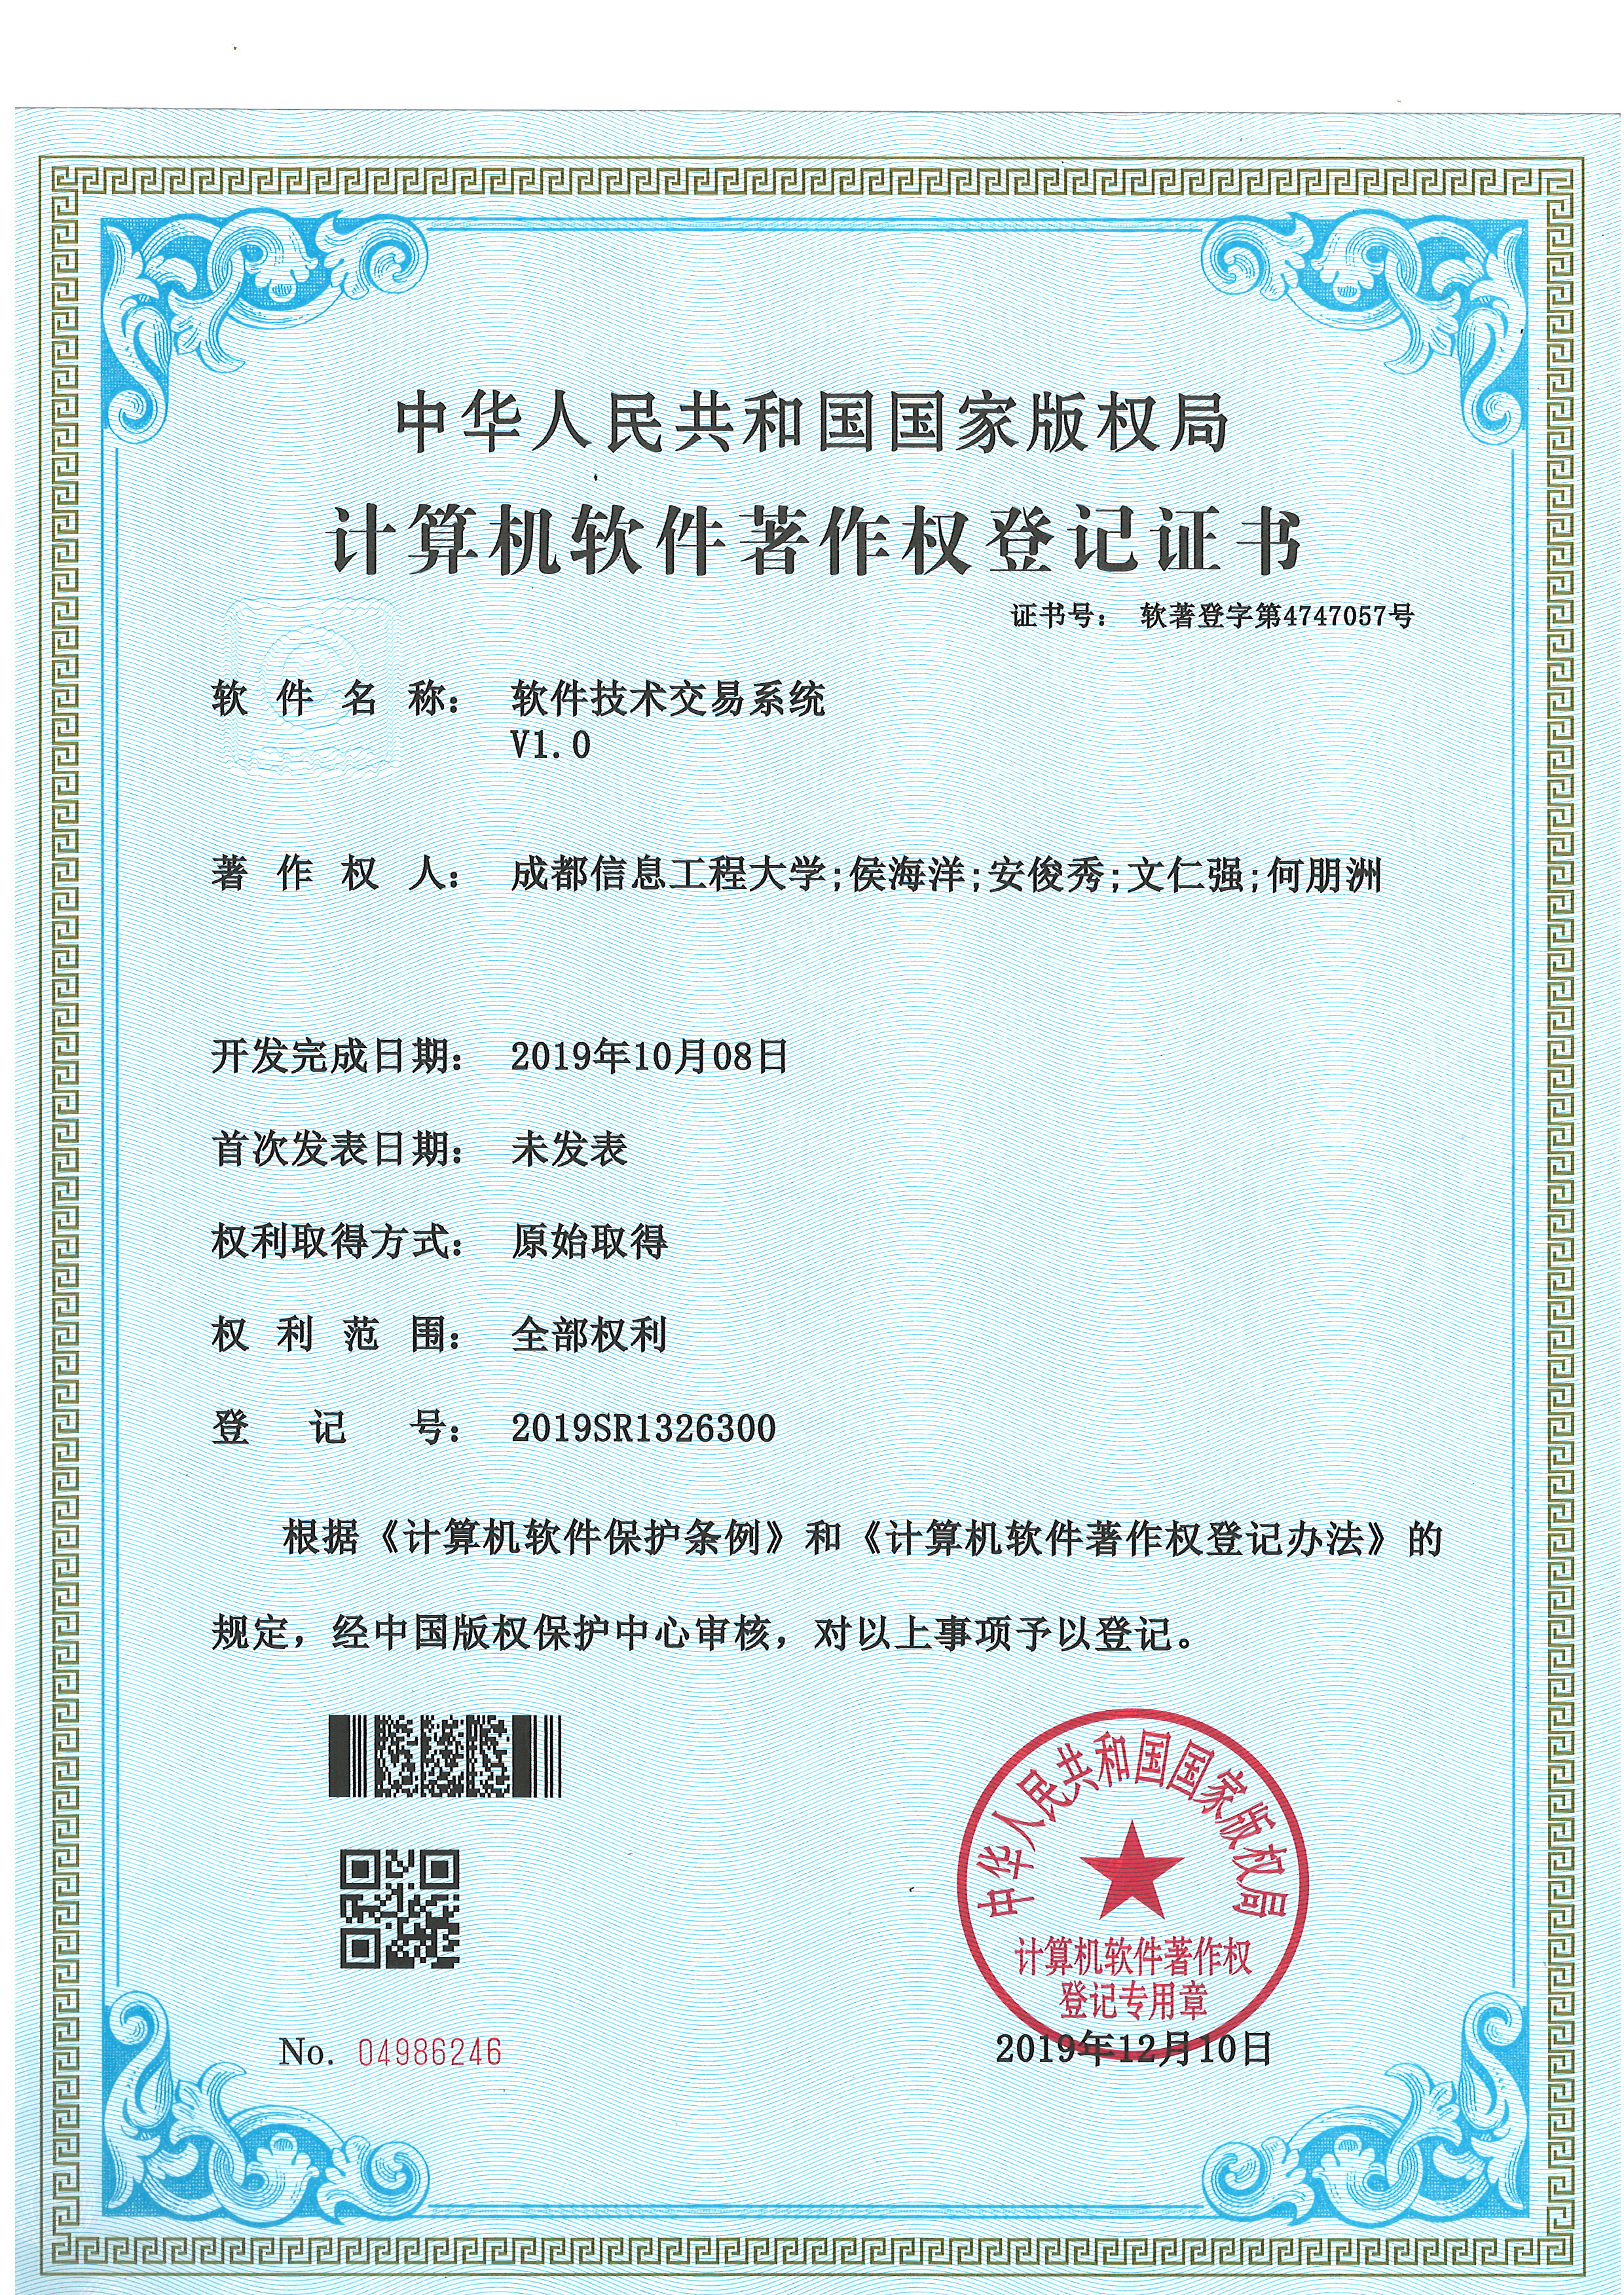 中华人民共和国国家版权局
计算机软件著作权登记证书
证书号： 软著登字第4747057号
软件名称： 软件技术交易系统
V1.0
著作权人： 成都信息工程大学;侯海洋;安俊秀;文仁强;何朋洲
开发完成日期： 2019年10月08日
首次发表日期： 未发表
权利取得方式： 原始取得
权利范围： 全部权利
登记号： 2019SR1326300
根据《计算机软件保护条例》和《计算机软件著作权登记办法》的
规定，经中国版权保护中心审核，对以上事项予以登记。
中华人民共和国国家版权局
计算机软件著作权
登记专用章
No. 04986246
2019年12月10日